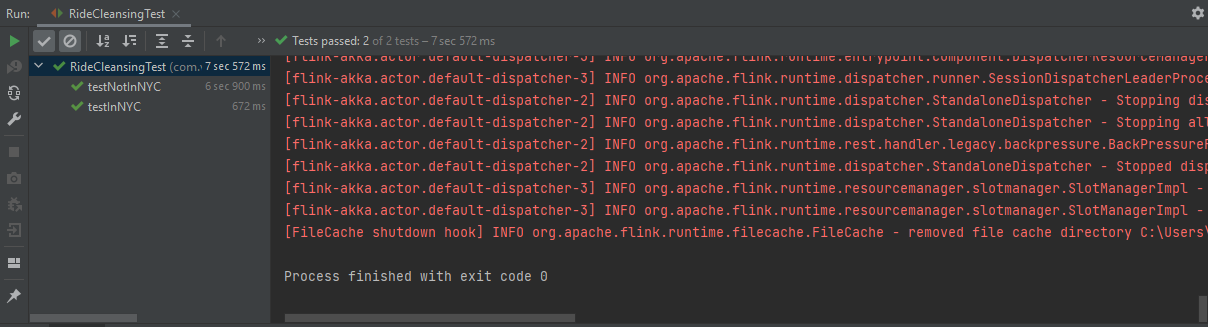 Run: RideCleansingTest
Tests passed: 2 of 2 tests – 7 sec 572 ms
RideCleansingTest (com. 7 sec 572 ms
testNotInNYC 6 sec 900 ms
testInNYC 672 ms
[flink-akka.actor.default-dispatcher-3] INFO org.apache.flink.runtime.entrypoint.component.DispatcherResourceManager
[flink-akka.actor.default-dispatcher-3] INFO org.apache.flink.runtime.dispatcher.runner.SessionDispatcherLeaderProce
[flink-akka.actor.default-dispatcher-2] INFO org.apache.flink.runtime.dispatcher.StandaloneDispatcher - Stopping dis
[flink-akka.actor.default-dispatcher-2] INFO org.apache.flink.runtime.dispatcher.StandaloneDispatcher - Stopping all
[flink-akka.actor.default-dispatcher-2] INFO org.apache.flink.runtime.rest.handler.legacy.backpressure.BackPressureR
[flink-akka.actor.default-dispatcher-2] INFO org.apache.flink.runtime.dispatcher.StandaloneDispatcher - Stopped disp
[flink-akka.actor.default-dispatcher-3] INFO org.apache.flink.runtime.resourcemanager.slotmanager.SlotManagerImpl -
[flink-akka.actor.default-dispatcher-3] INFO org.apache.flink.runtime.resourcemanager.slotmanager.SlotManagerImpl -
[FileCache shutdown hook] INFO org.apache.flink.runtime.filecache.FileCache - removed file cache directory C:\Users\
Process finished with exit code 0